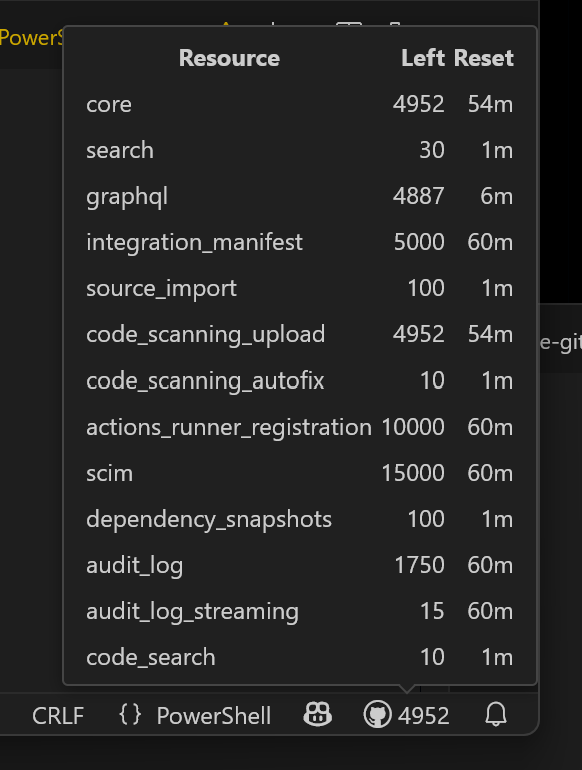 PowerS
Resource Left Reset
core 4952 54m
search 30 1m
graphql 4887 6m
integration_manifest 5000 60m
source_import 100 1m
code_scanning_upload 4952 54m
e-git
code_scanning_autofix 10 1m
actions_runner_registration 10000 60m
scim 15000 60m
dependency_snapshots 100 1m
audit_log 1750 60m
audit_log_streaming 15 60m
code_search 10 1m
CRLF {} PowerShell 4952